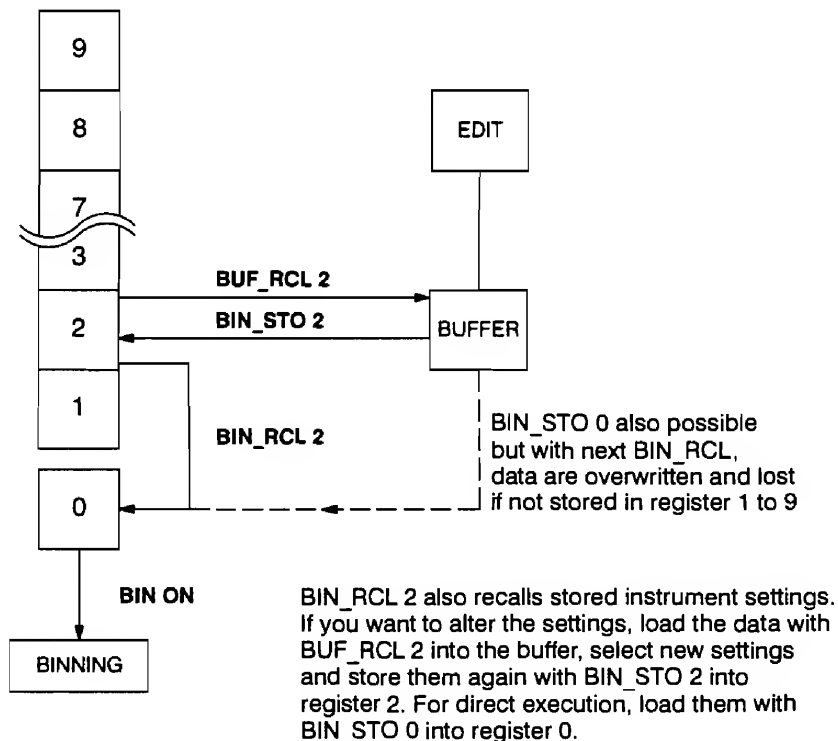 9
8
EDIT
7
3
BUF_RCL 2
BIN_STO 2
2
BUFFER
1
BIN_RCL 2
BIN_STO 0 also possible
but with next BIN_RCL,
data are overwritten and lost
if not stored in register 1 to 9
0
BIN ON
BINNING
BIN_RCL 2 also recalls stored instrument settings.
If you want to alter the settings, load the data with
BUF_RCL 2 into the buffer, select new settings
and store them again with BIN_STO 2 into
register 2. For direct execution, load them with
BIN_STO 0 into register 0.